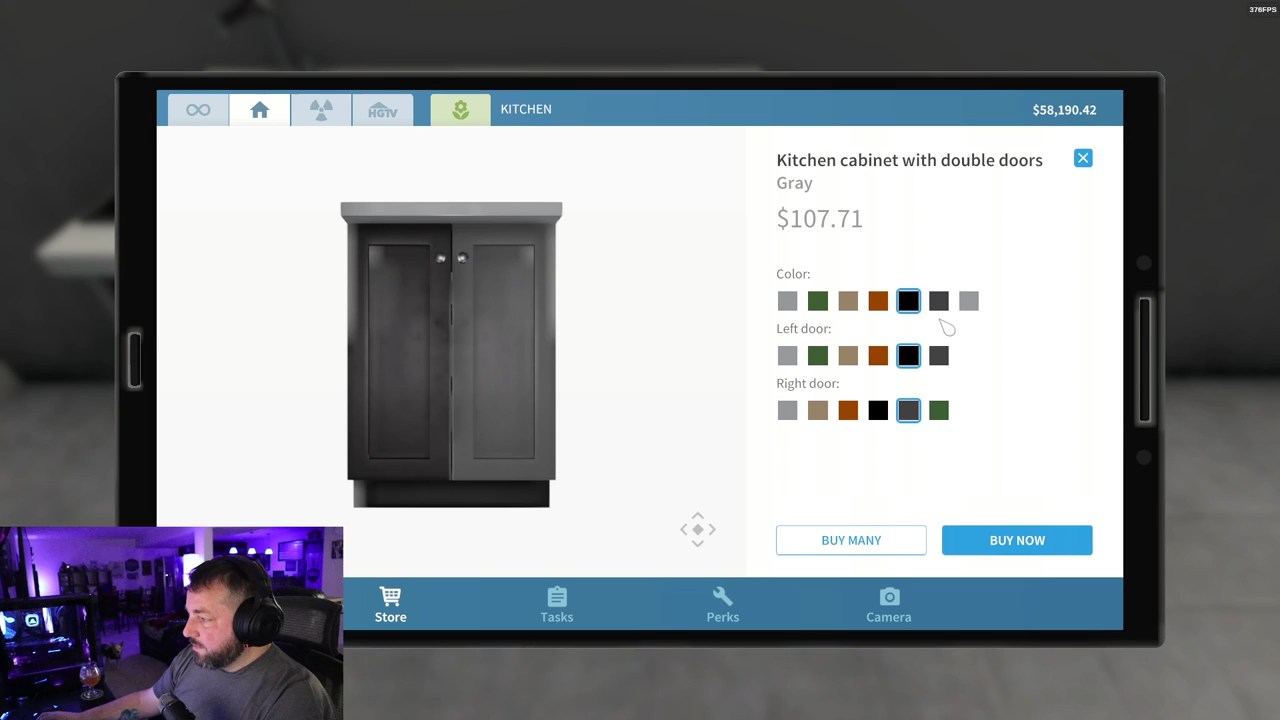 376FPS
HGTV
KITCHEN
$58,190.42
Kitchen cabinet with double doors
Gray
$107.71
Color:
Left door:
Right door:
BUY MANY
BUY NOW
Store
Tasks
Perks
Camera